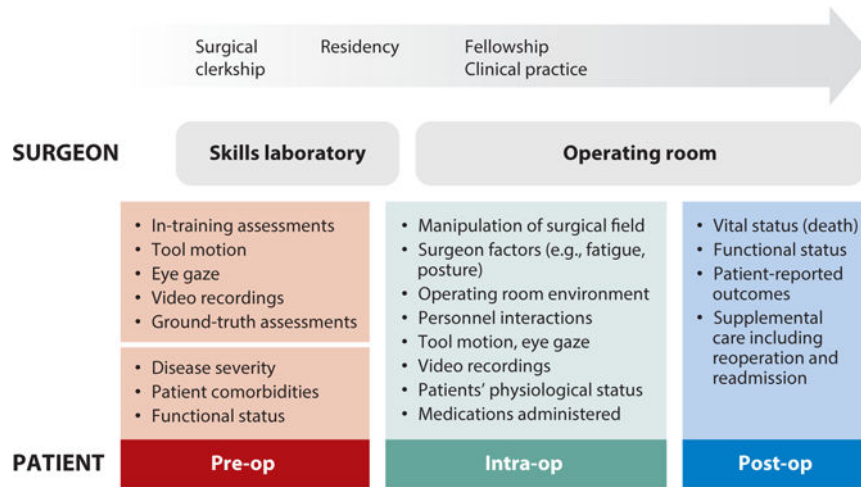 Surgical
clerkship
Residency
Fellowship
Clinical practice
SURGEON
Skills laboratory
Operating room
• In-training assessments
• Tool motion
• Eye gaze
• Video recordings
• Ground-truth assessments
• Disease severity
• Patient comorbidities
• Functional status
• Manipulation of surgical field
• Surgeon factors (e.g., fatigue,
posture)
• Operating room environment
• Personnel interactions
• Tool motion, eye gaze
• Video recordings
• Patients’ physiological status
• Medications administered
• Vital status (death)
• Functional status
• Patient-reported
outcomes
• Supplemental
care including
reoperation and
readmission
PATIENT
Pre-op
Intra-op
Post-op